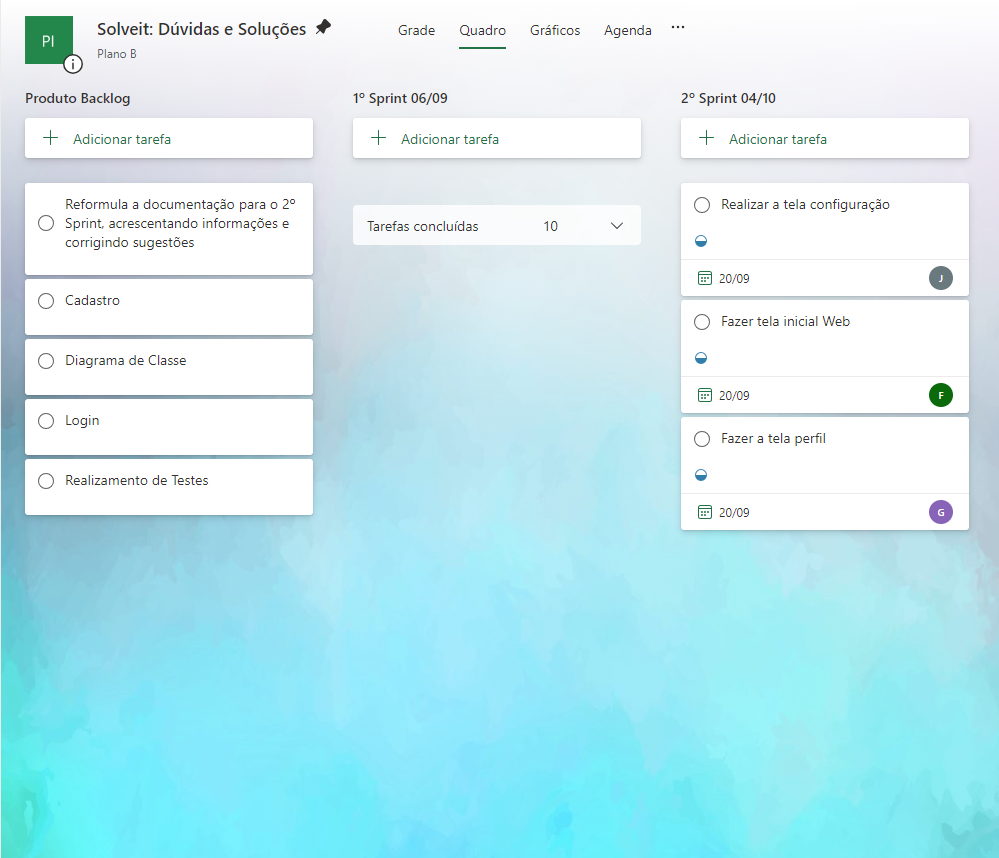 PI
Solveit: Dúvidas e Soluções
Plano B
Grade
Quadro
Gráficos
Agenda
Produto Backlog
Adicionar tarefa
Reformula a documentação para o 2º
Sprint, acrescentando informações e
corrigindo sugestões
Cadastro
Diagrama de Classe
Login
Realizamento de Testes
1º Sprint 06/09
Adicionar tarefa
Tarefas concluídas 10
2º Sprint 04/10
Adicionar tarefa
Realizar a tela configuração
20/09
J
Fazer tela inicial Web
20/09
F
Fazer a tela perfil
20/09
G